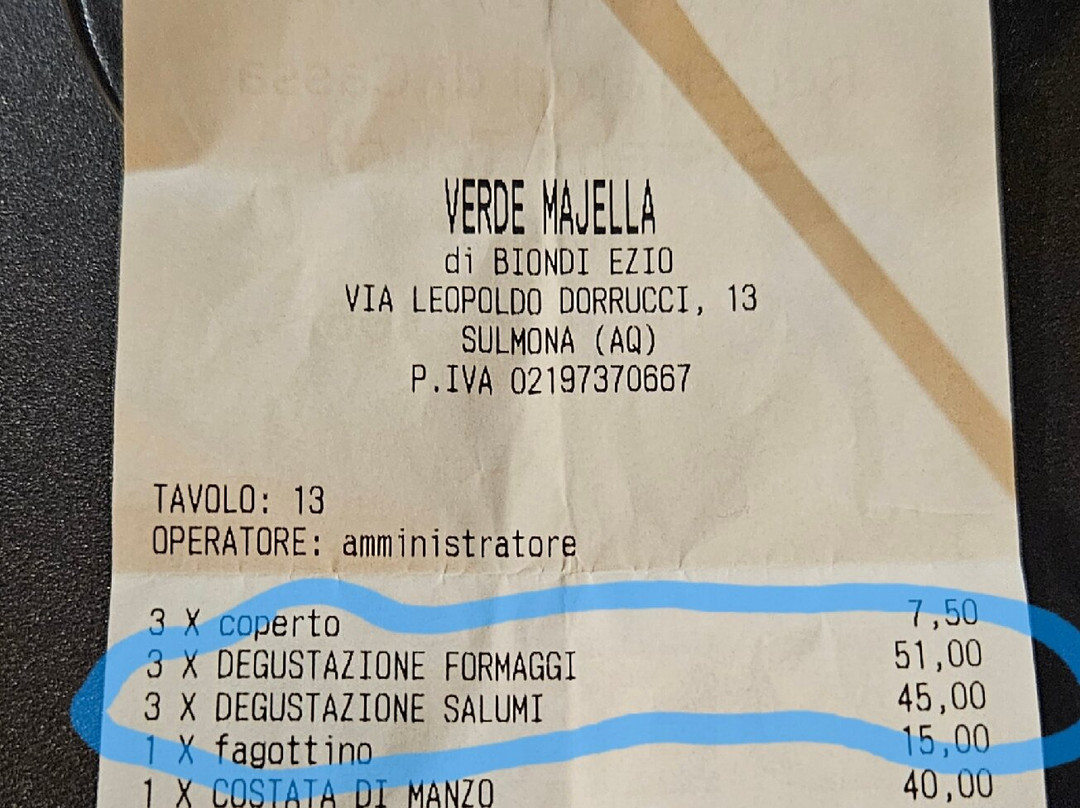 VERDE MAJELLA
di BIONDI EZIO
VIA LEOPOLDO DORRUCCI, 13
SULMONA (AQ)
P.IVA 02197370667
TAVOLO: 13
OPERATORE: amministratore
3 X coperto 7,50
3 X DEGUSTAZIONE FORMAGGI 51,00
3 X DEGUSTAZIONE SALUMI 45,00
1 X fagottino 15,00
1 X COSTATA DI MANZO 40,00